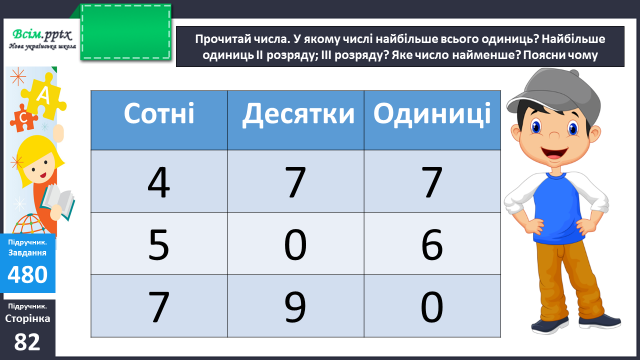 Всім.pptx
Нова українська школа
Прочитай числа. У якому числі найбільше всього одиниць? Найбільше
одиниць ІІ розряду; ІІІ розряду? Яке число найменше? Поясни чому
А
С
Сотні Десятки Одиниці
4 7 7
5 0 6
7 9 0
Підручник.
Завдання
480
Підручник.
Сторінка
82